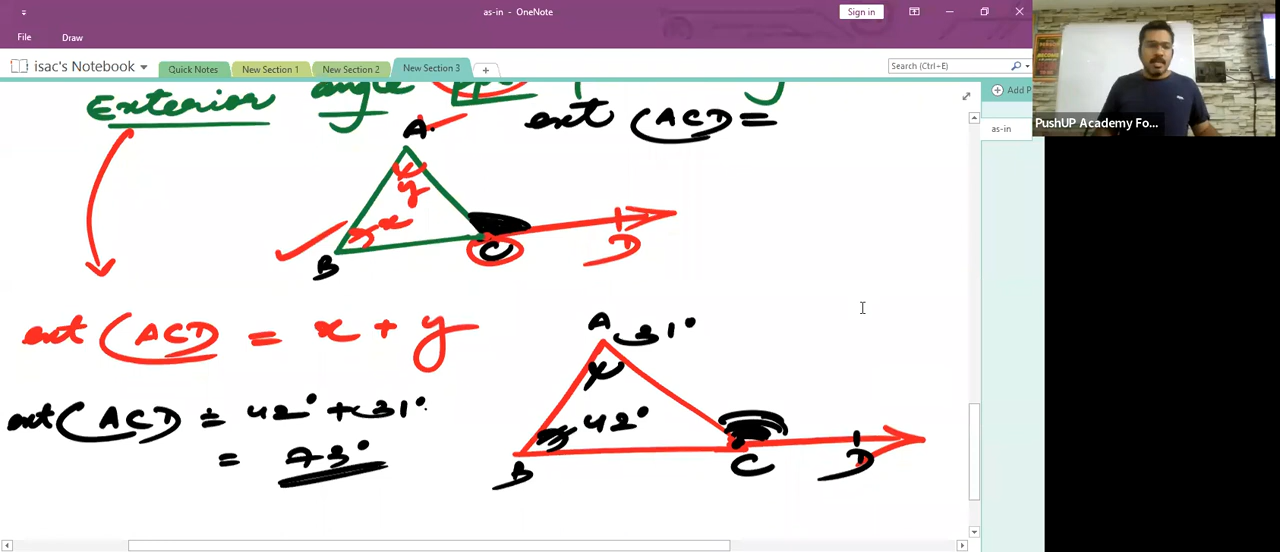 as-in - OneNote
Sign in
File
Draw
isac's Notebook
Quick Notes
New Section 1
New Section 2
New Section 3
+
Search (Ctrl+E)
Add P
as-in
PushUP Academy Fo...
Exterior angle
ext (ACD) =
A
y
x
B
C
D
ext (ACD) = x + y
A 31°
42°
B
C
D
ext (ACD) = 42° + 31°
= 73°